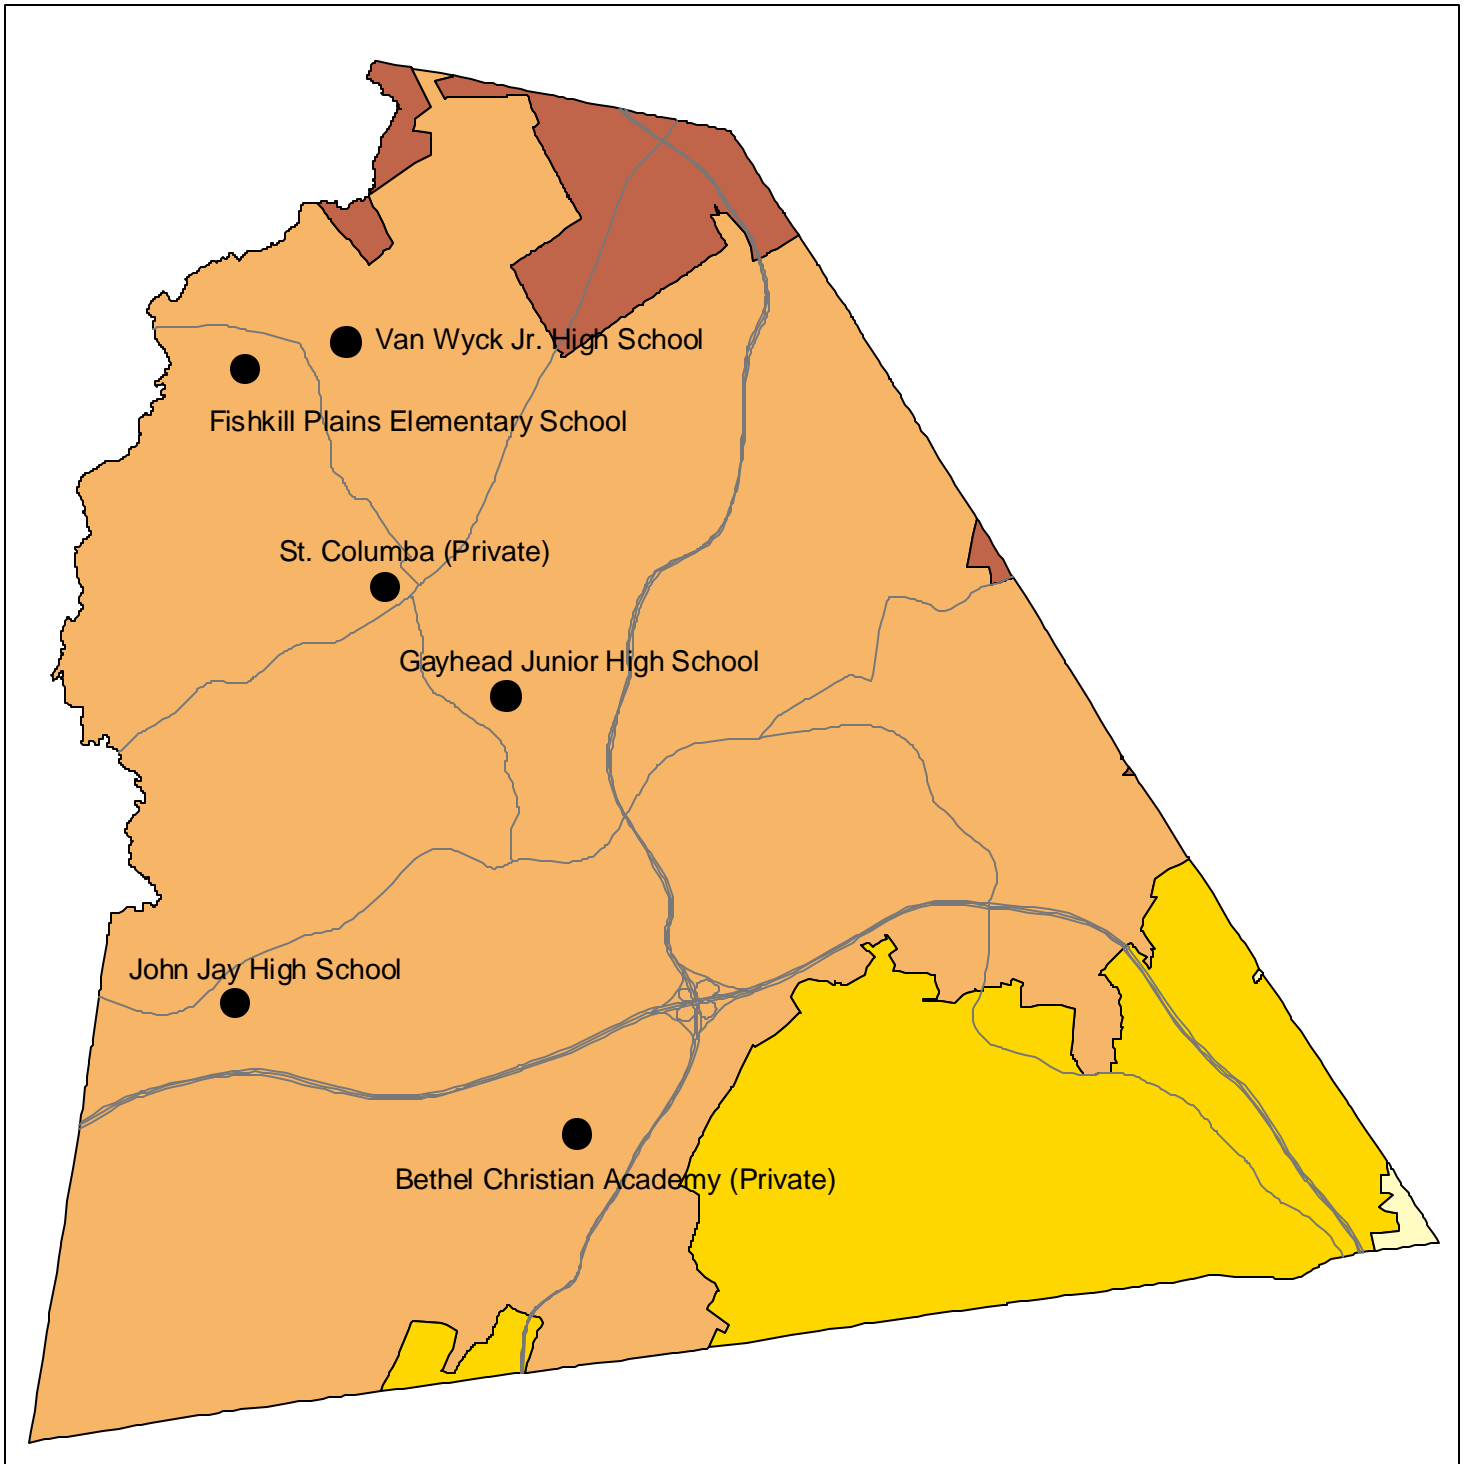 Van Wyck Jr. High School
Fishkill Plains Elementary School
St. Columba (Private)
Gayhead Junior High School
John Jay High School
Bethel Christian Academy (Private)